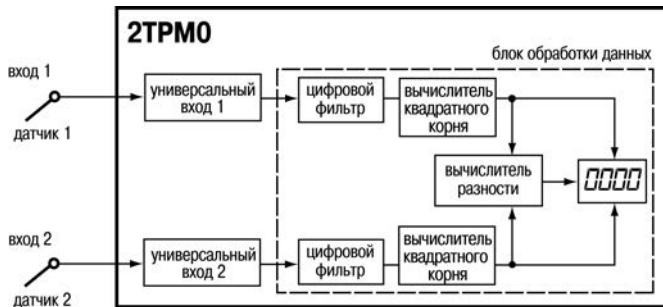 2ТРМ0
блок обработки данных
вход 1
датчик 1
универсальный
вход 1
цифровой
фильтр
вычислитель
квадратного
корня
вычислитель
разности
0000
вход 2
датчик 2
универсальный
вход 2
цифровой
фильтр
вычислитель
квадратного
корня